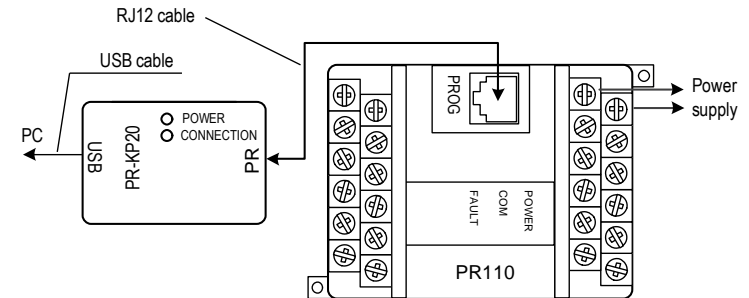 RJ12 cable
USB cable
PC
USB
PR-KP20
POWER
CONNECTION
PR
PROG
Power
supply
FAULT
COM
POWER
PR110